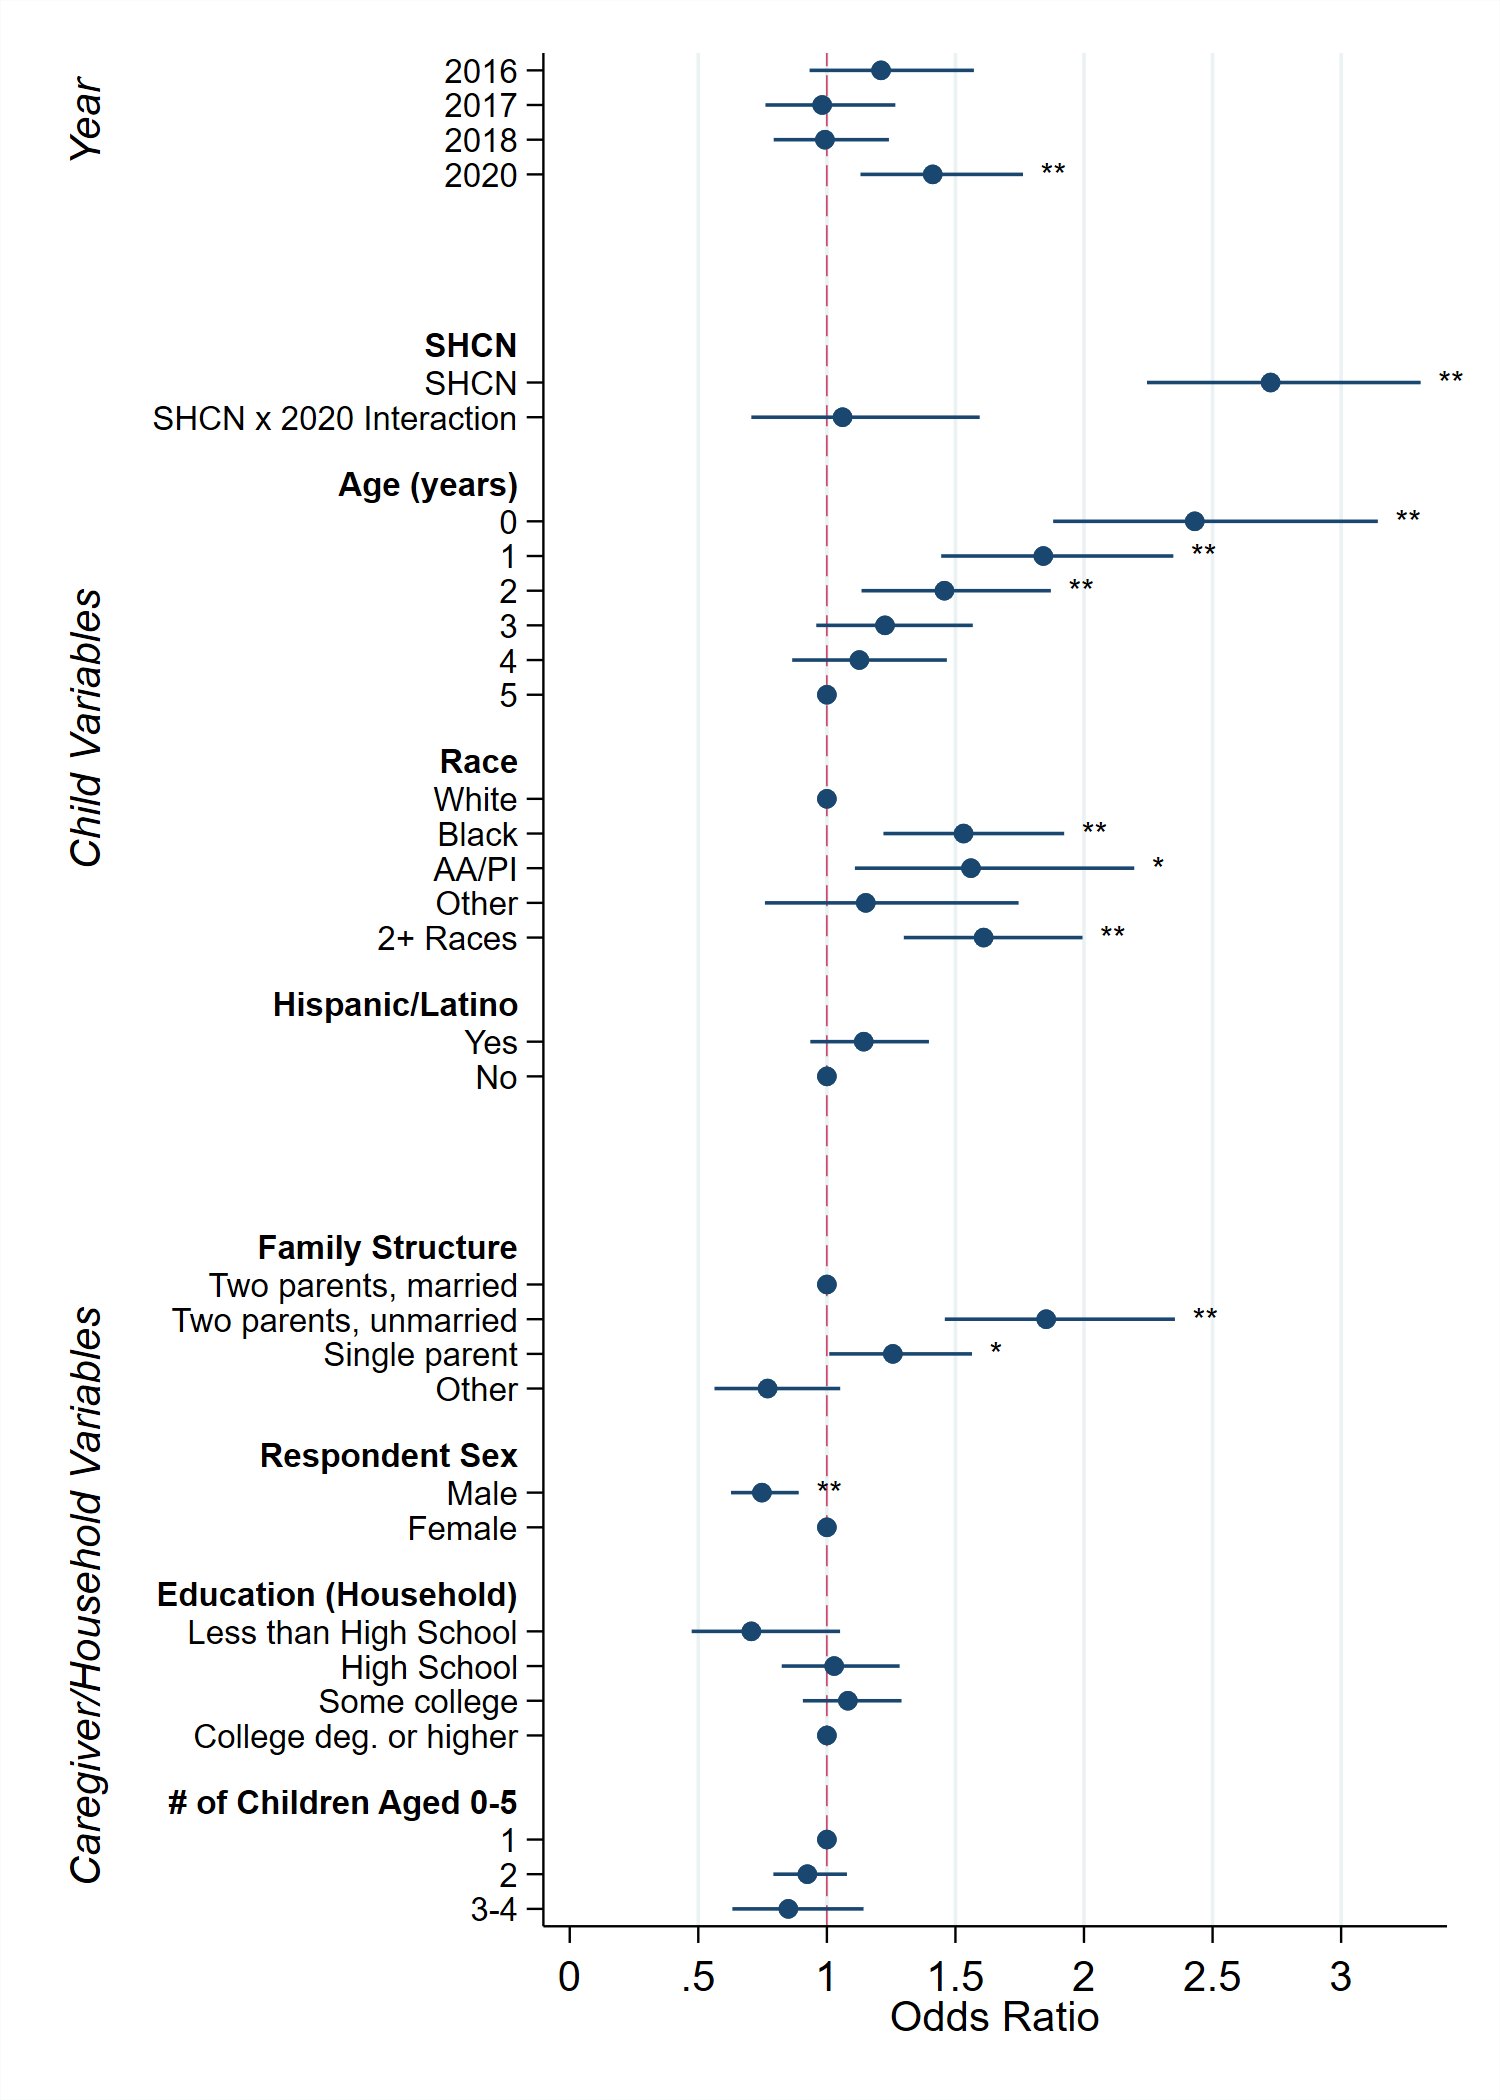 Year
2016
2017
2018
2020 **
Child Variables
SHCN
SHCN **
SHCN x 2020 Interaction
Age (years)
0 **
1 **
2 **
3
4
5
Race
White
Black **
AA/PI *
Other
2+ Races **
Hispanic/Latino
Yes
No
Caregiver/Household Variables
Family Structure
Two parents, married
Two parents, unmarried **
Single parent *
Other
Respondent Sex
Male **
Female
Education (Household)
Less than High School
High School
Some college
College deg. or higher
# of Children Aged 0-5
1
2
3-4
0 .5 1 1.5 2 2.5 3
Odds Ratio